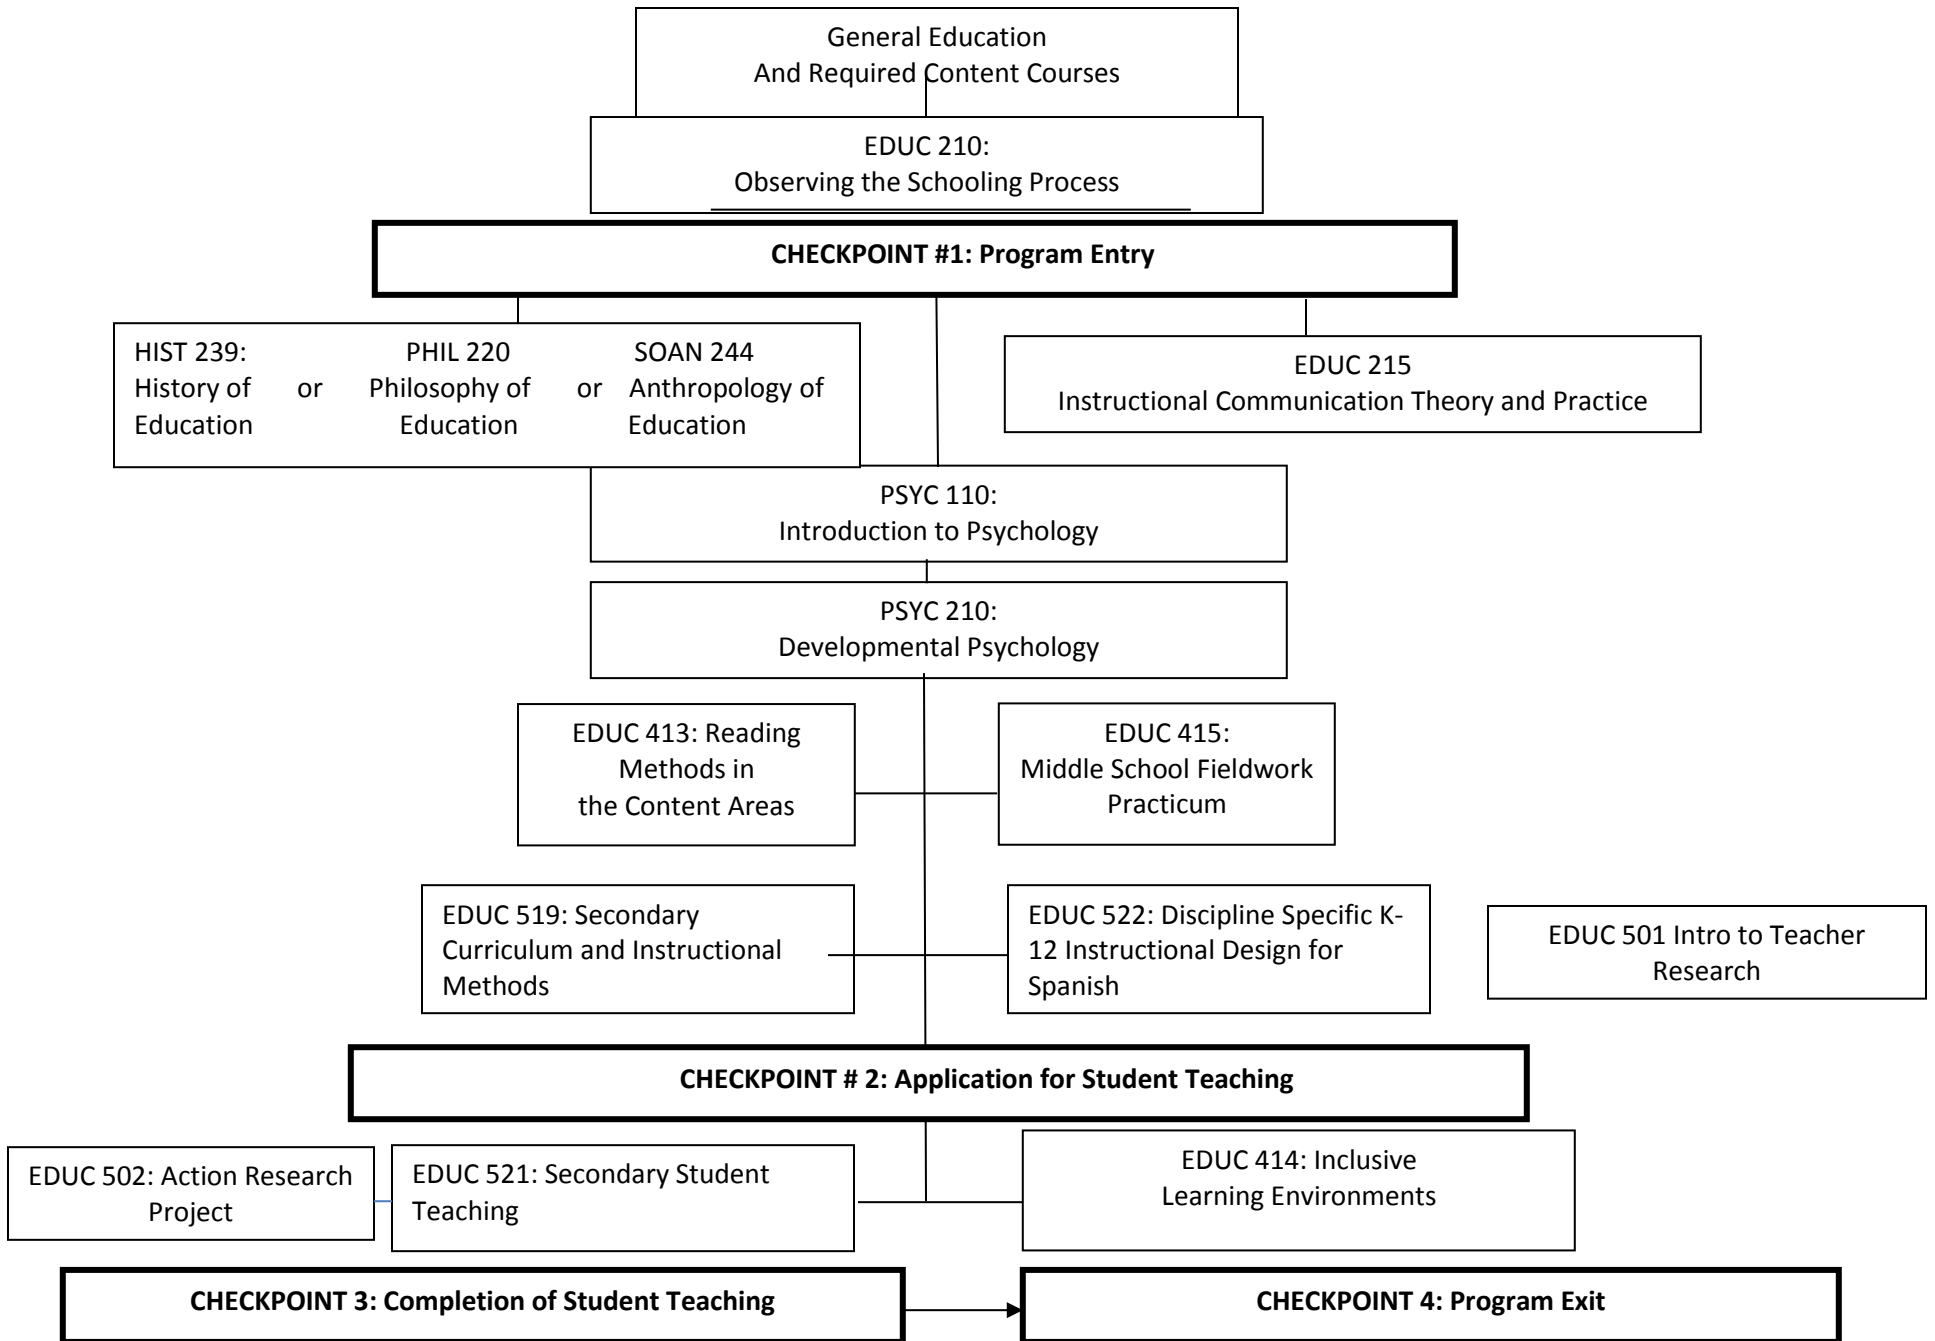 General Education
And Required Content Courses
EDUC 210:
Observing the Schooling Process
CHECKPOINT #1: Program Entry
HIST 239: PHIL 220 SOAN 244
History of or Philosophy of or Anthropology of
Education Education Education
EDUC 215
Instructional Communication Theory and Practice
PSYC 110:
Introduction to Psychology
PSYC 210:
Developmental Psychology
EDUC 413: Reading
Methods in
the Content Areas
EDUC 415:
Middle School Fieldwork
Practicum
EDUC 519: Secondary
Curriculum and Instructional
Methods
EDUC 522: Discipline Specific K-
12 Instructional Design for
Spanish
EDUC 501 Intro to Teacher
Research
CHECKPOINT # 2: Application for Student Teaching
EDUC 502: Action Research
Project
EDUC 521: Secondary Student
Teaching
EDUC 414: Inclusive
Learning Environments
CHECKPOINT 3: Completion of Student Teaching
CHECKPOINT 4: Program Exit